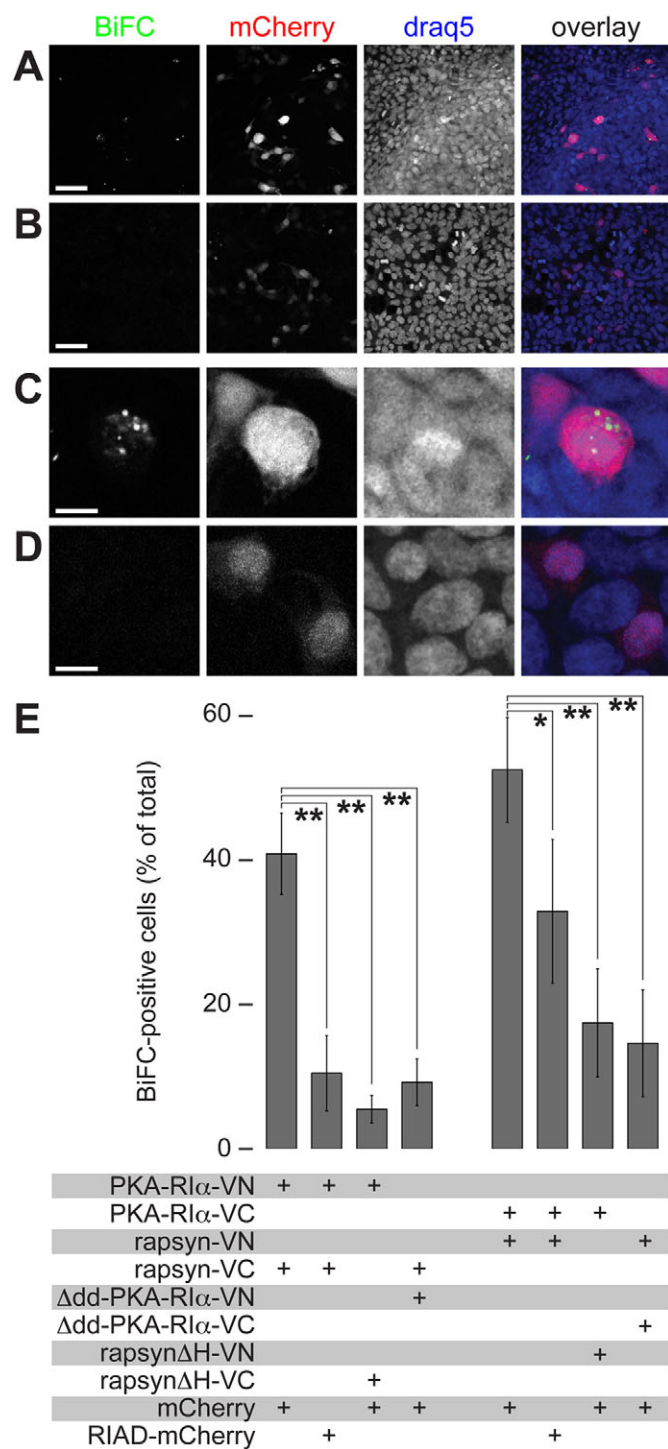 BiFC mCherry draq5 overlay
A
B
C
D
E
BiFC-positive cells (% of total)
60
40
20
0
** ** **
* ** **
PKA-RIα-VN + + +
PKA-RIα-VC + + +
rapsyn-VN + + +
rapsyn-VC + + +
Δdd-PKA-RIα-VN +
Δdd-PKA-RIα-VC +
rapsynΔH-VN +
rapsynΔH-VC +
mCherry + + + + + +
RIAD-mCherry + +